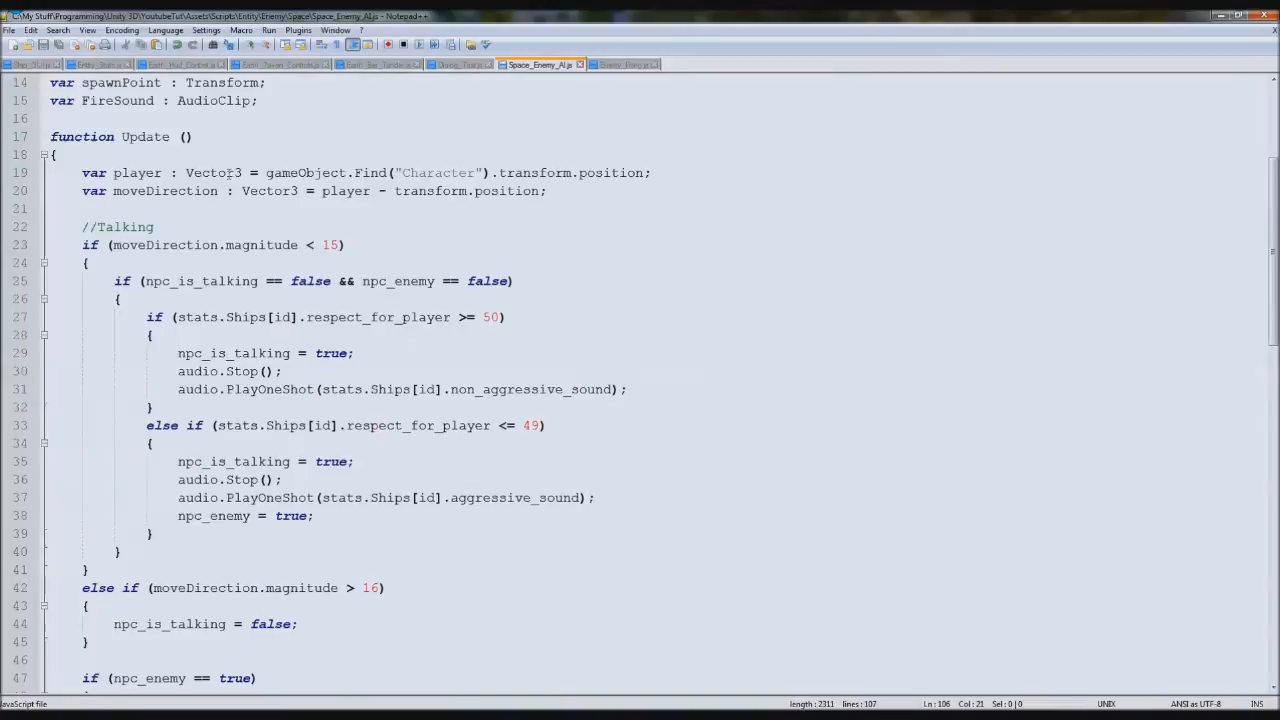 C:\My Stuff\Programming\Unity 3D\YoutubeTut\Assets\Scripts\Entity\Enemy\Space\Space_Enemy_AI.js - Notepad++
File Edit Search View Encoding Language Settings Macro Run Plugins Window ?
Space_Enemy_AI.js
14 var spawnPoint : Transform;
15 var FireSound : AudioClip;
16
17 function Update ()
18 {
19 var player : Vector3 = gameObject.Find("Character").transform.position;
20 var moveDirection : Vector3 = player - transform.position;
21
22 //Talking
23 if (moveDirection.magnitude < 15)
24 {
25 if (npc_is_talking == false && npc_enemy == false)
26 {
27 if (stats.Ships[id].respect_for_player >= 50)
28 {
29 npc_is_talking = true;
30 audio.Stop();
31 audio.PlayOneShot(stats.Ships[id].non_aggressive_sound);
32 }
33 else if (stats.Ships[id].respect_for_player <= 49)
34 {
35 npc_is_talking = true;
36 audio.Stop();
37 audio.PlayOneShot(stats.Ships[id].aggressive_sound);
38 npc_enemy = true;
39 }
40 }
41 }
42 else if (moveDirection.magnitude > 16)
43 {
44 npc_is_talking = false;
45 }
46
47 if (npc_enemy == true)
JavaScript file length : 2311 lines : 107 Ln : 106 Col : 21 Sel : 0 | 0 UNIX ANSI as UTF-8 INS